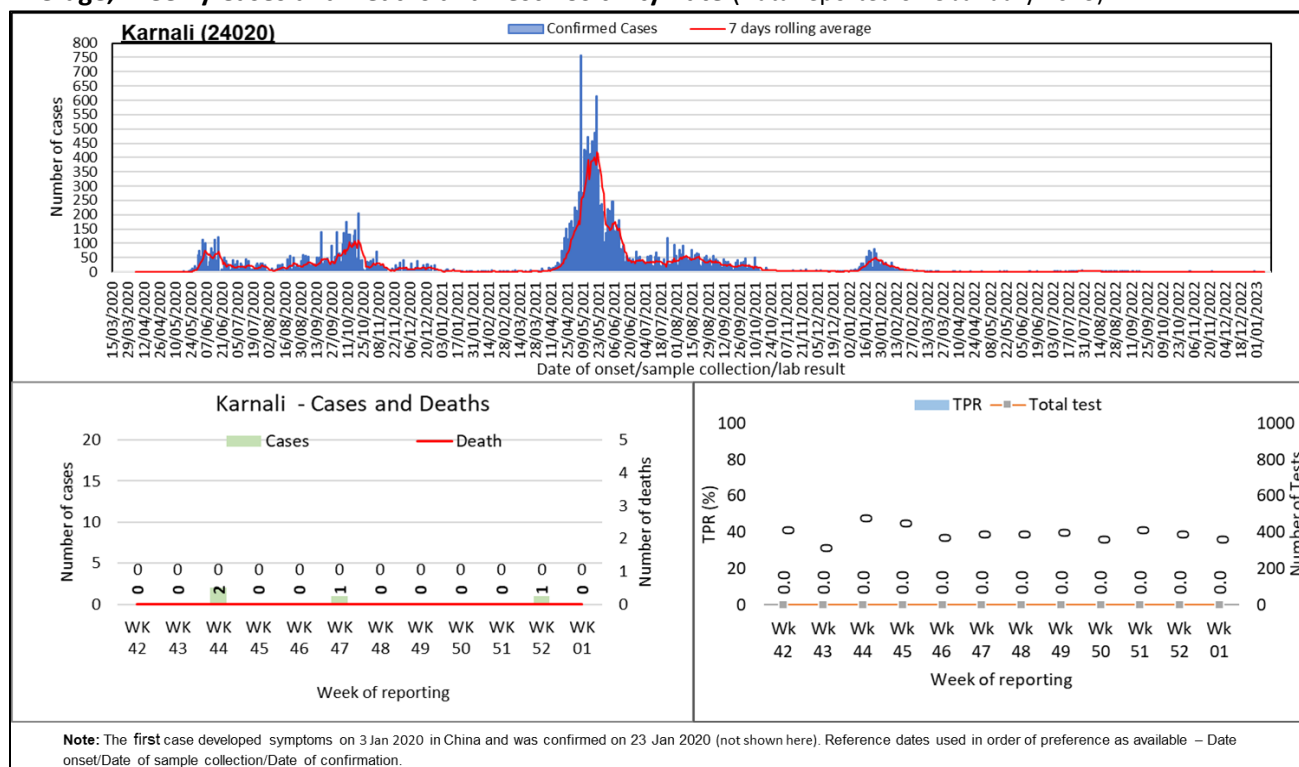 Karnali (24020)
Confirmed Cases 7 days rolling average
Number of cases
800
750
700
650
600
550
500
450
400
350
300
250
200
150
100
50
0
15/03/2020 29/03/2020 12/04/2020 26/04/2020 10/05/2020 24/05/2020 07/06/2020 21/06/2020 05/07/2020 19/07/2020 02/08/2020 16/08/2020 30/08/2020 13/09/2020 27/09/2020 11/10/2020 25/10/2020 08/11/2020 22/11/2020 06/12/2020 20/12/2020 03/01/2021 17/01/2021 31/01/2021 14/02/2021 28/02/2021 14/03/2021 28/03/2021 11/04/2021 25/04/2021 09/05/2021 23/05/2021 06/06/2021 20/06/2021 04/07/2021 18/07/2021 01/08/2021 15/08/2021 29/08/2021 12/09/2021 26/09/2021 10/10/2021 24/10/2021 07/11/2021 21/11/2021 05/12/2021 19/12/2021 02/01/2022 16/01/2022 30/01/2022 13/02/2022 27/02/2022 13/03/2022 27/03/2022 10/04/2022 24/04/2022 08/05/2022 22/05/2022 05/06/2022 19/06/2022 03/07/2022 17/07/2022 31/07/2022 14/08/2022 28/08/2022 11/09/2022 25/09/2022 09/10/2022 23/10/2022 06/11/2022 20/11/2022 04/12/2022 18/12/2022 01/01/2023
Date of onset/sample collection/lab result
Karnali - Cases and Deaths
Cases Death
Number of cases
20
15
10
5
0
5
4
3
2
1
0
Number of deaths
0 0 0 0 0 0 0 0 0 0 0 0
0 0 2 0 0 1 0 0 0 0 1 0
WK WK WK WK WK WK WK WK WK WK WK WK
42 43 44 45 46 47 48 49 50 51 52 01
Week of reporting
TPR Total test
TPR (%)
100
80
60
40
20
0
1000
800
600
400
200
0
Number of Tests
0 0 0 0 0 0 0 0 0 0 0 0
0.0 0.0 0.0 0.0 0.0 0.0 0.0 0.0 0.0 0.0 0.0 0.0
Wk Wk Wk Wk Wk Wk Wk Wk Wk Wk Wk Wk
42 43 44 45 46 47 48 49 50 51 52 01
Week of reporting
Note: The first case developed symptoms on 3 Jan 2020 in China and was confirmed on 23 Jan 2020 (not shown here). Reference dates used in order of preference as available – Date
onset/Date of sample collection/Date of confirmation.